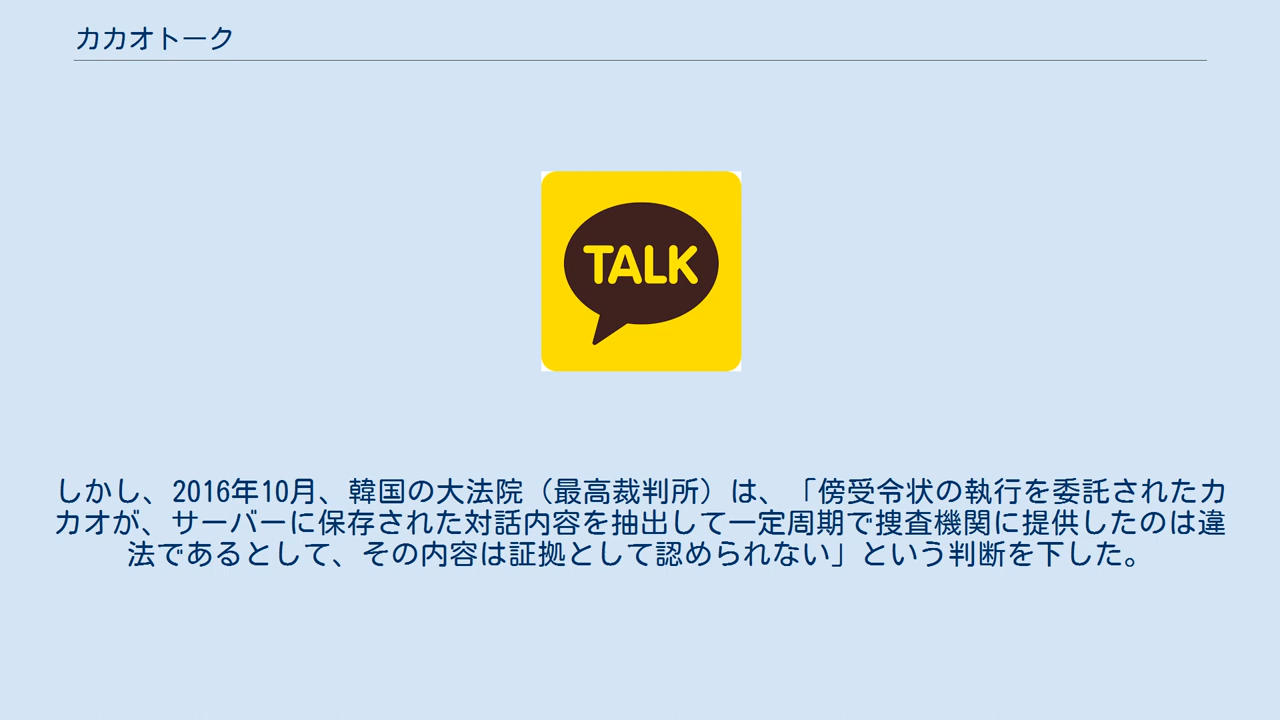 カカオトーク
TALK
しかし、2016年10月、韓国の大法院（最高裁判所）は、「傍受令状の執行を委託されたカ
カオが、サーバーに保存された対話内容を抽出して一定周期で捜査機関に提供したのは違
法であるとして、その内容は証拠として認められない」という判断を下した。